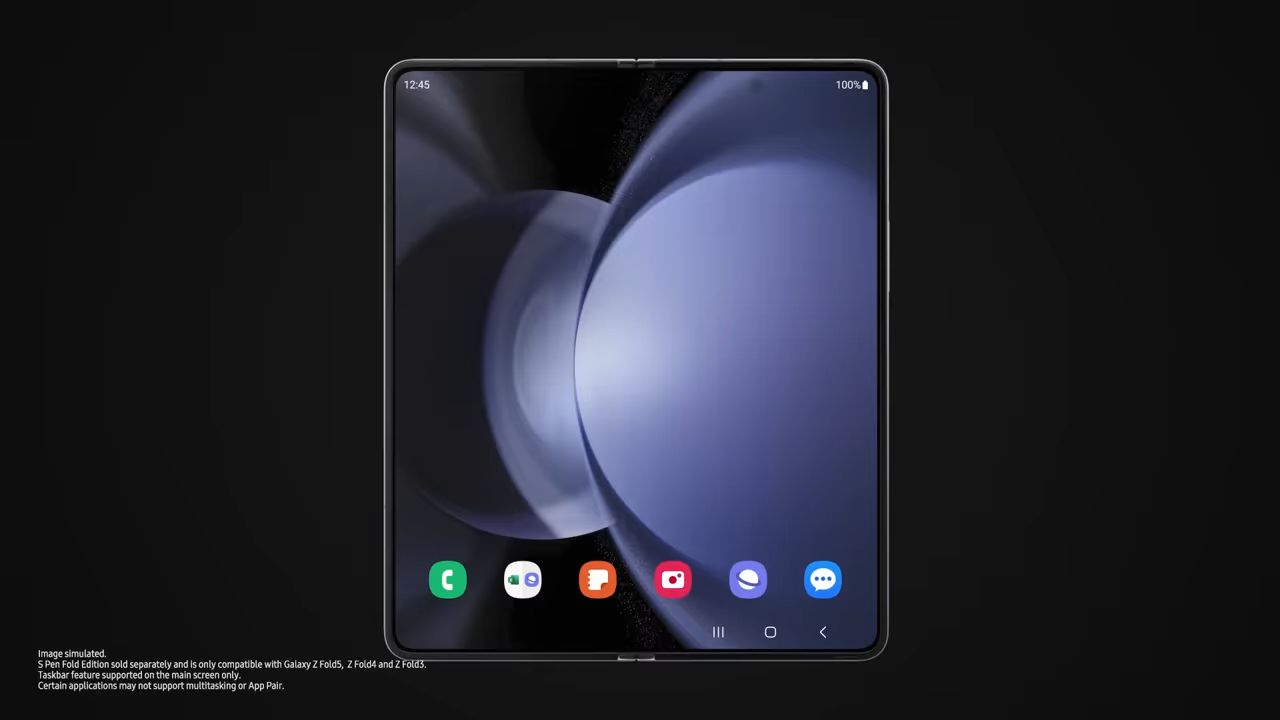 12:45
100%
Image simulated.
S Pen Fold Edition sold separately and is only compatible with Galaxy Z Fold5, Z Fold4 and Z Fold3.
Taskbar feature supported on the main screen only.
Certain applications may not support multitasking or App Pair.